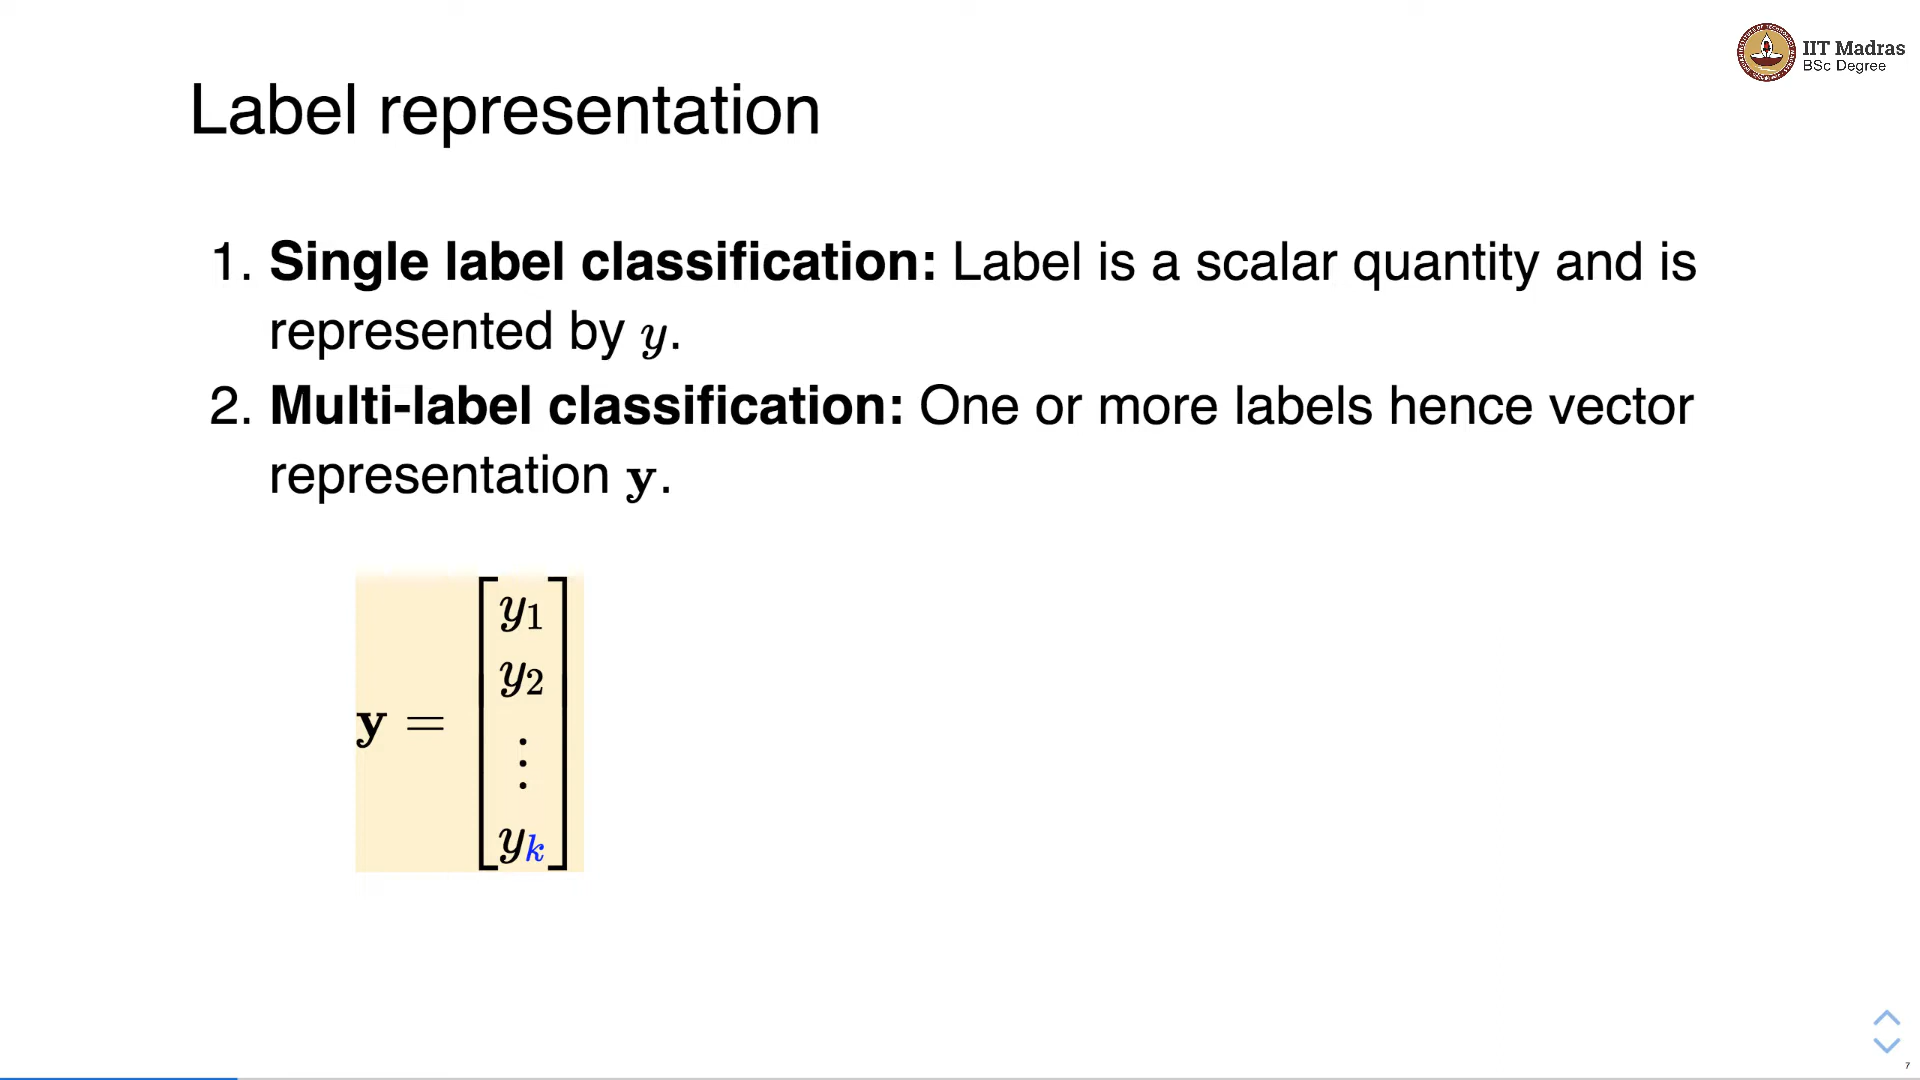 IIT Madras
BSc Degree
Label representation
1. Single label classification: Label is a scalar quantity and is
represented by y.
2. Multi-label classification: One or more labels hence vector
representation y.
y =
y1
y2
⋮
yk
7